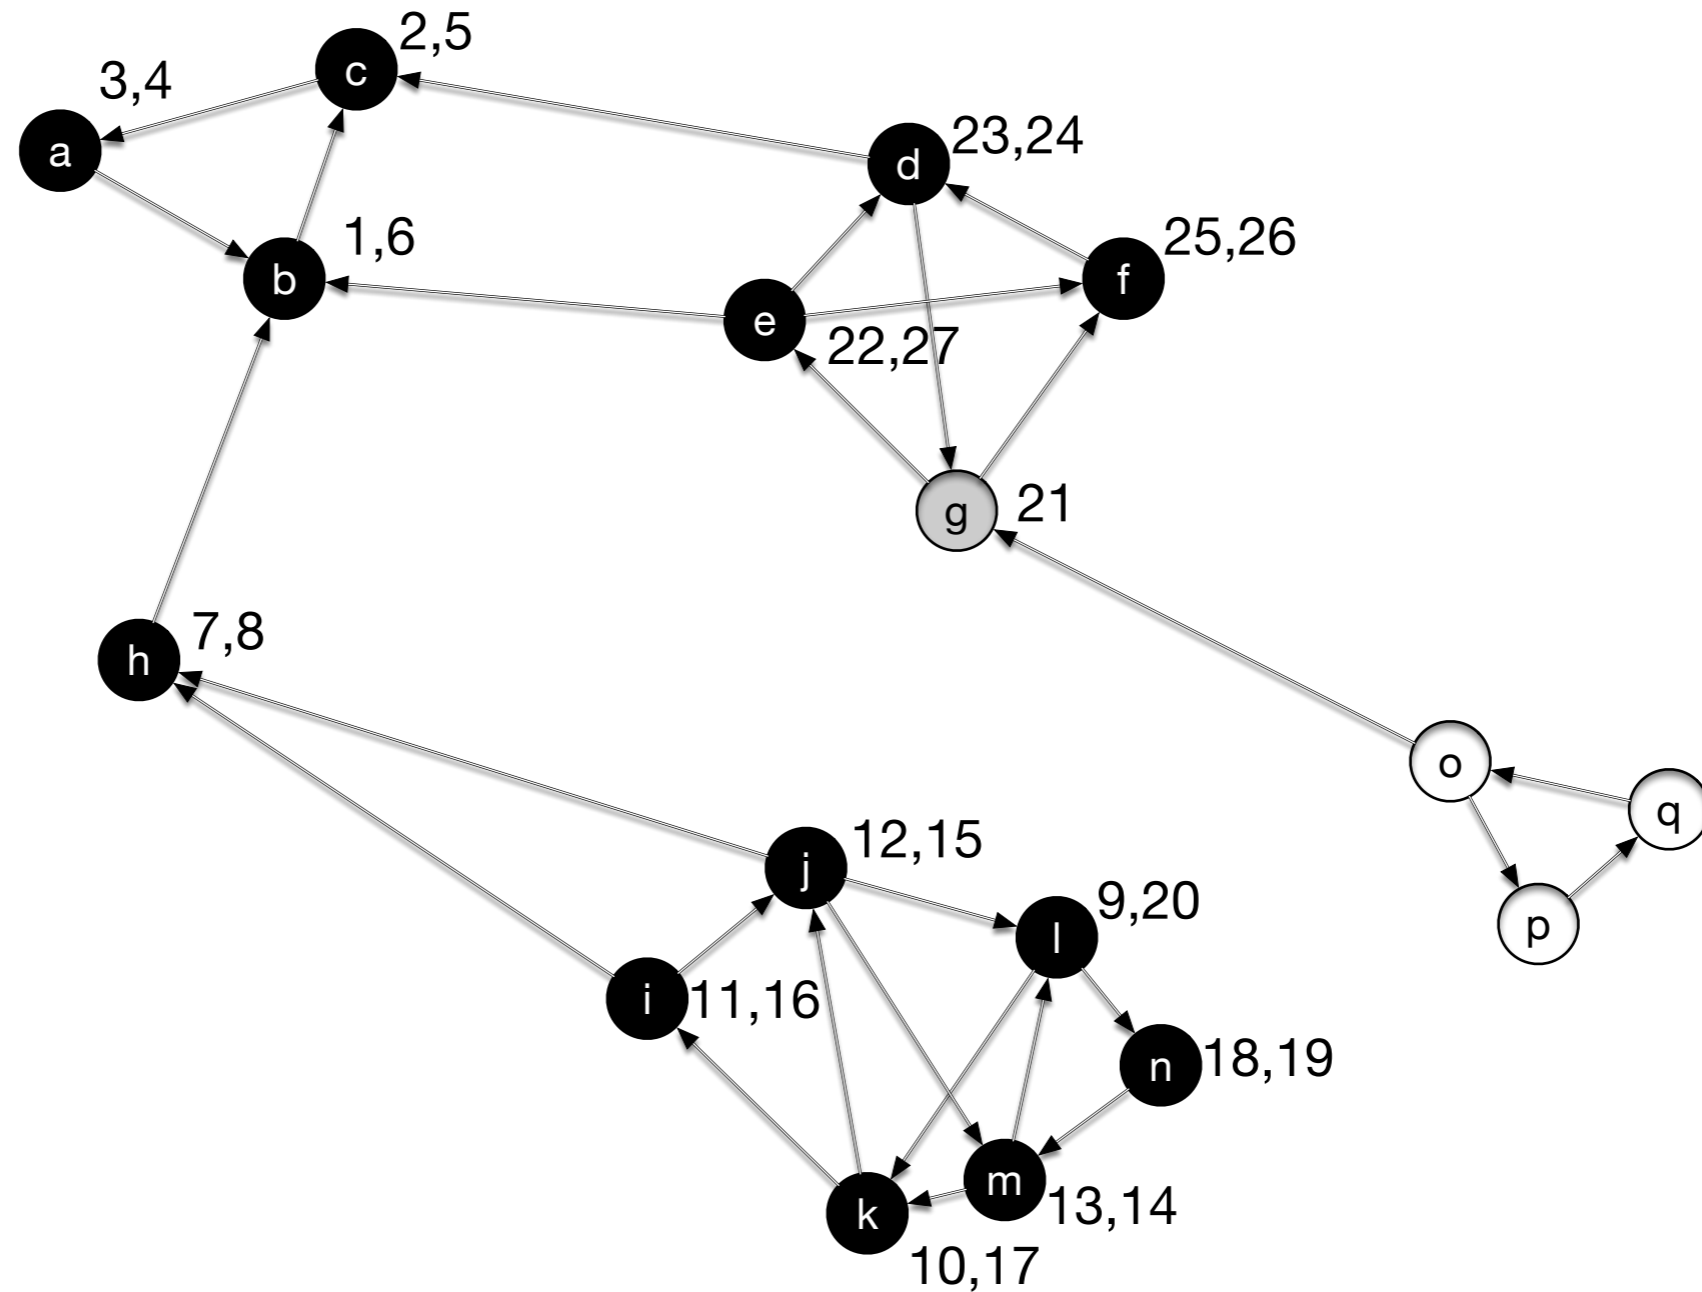 2,5
c
3,4
a
23,24
d
1,6
b
25,26
f
e
22,27
g
21
7,8
h
o
q
p
12,15
j
9,20
l
i
11,16
n
18,19
m
13,14
k
10,17